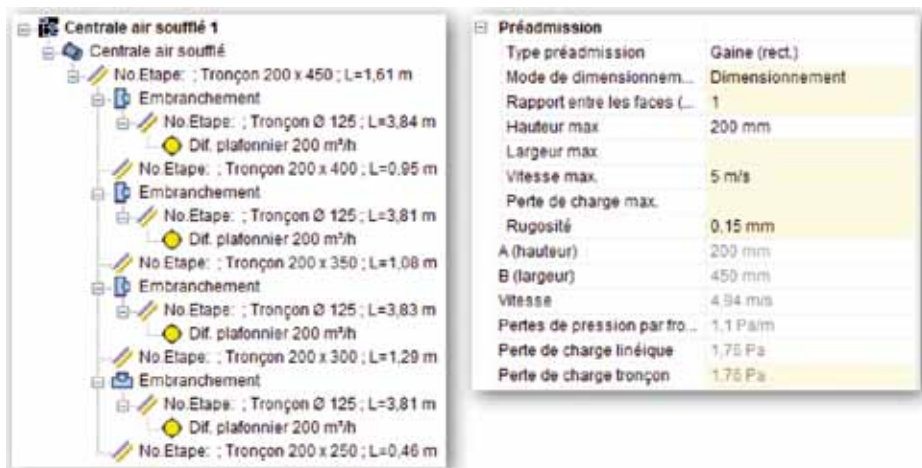 Centrale air soufflé 1
Centrale air soufflé
No.Etape: ; Tronçon 200 x 450 ; L=1,61 m
Embranchement
No.Etape: ; Tronçon Ø 125 ; L=3,84 m
Dif. plafonnier 200 m³/h
No.Etape: ; Tronçon 200 x 400 ; L=0,95 m
Embranchement
No.Etape: ; Tronçon Ø 125 ; L=3,81 m
Dif. plafonnier 200 m³/h
No.Etape: ; Tronçon 200 x 350 ; L=1,08 m
Embranchement
No.Etape: ; Tronçon Ø 125 ; L=3,83 m
Dif. plafonnier 200 m³/h
No.Etape: ; Tronçon 200 x 300 ; L=1,29 m
Embranchement
No.Etape: ; Tronçon Ø 125 ; L=3,81 m
Dif. plafonnier 200 m³/h
No.Etape: ; Tronçon 200 x 250 ; L=0,46 m
Préadmission
Type préadmission Gaine (rect.)
Mode de dimensionnem... Dimensionnement
Rapport entre les faces (... 1
Hauteur max 200 mm
Largeur max
Vitesse max. 5 m/s
Perte de charge max.
Rugosité 0.15 mm
A (hauteur) 200 mm
B (largeur) 450 mm
Vitesse 4,94 m/s
Pertes de pression par fro... 1,1 Pa/m
Perte de charge linéique 1,76 Pa
Perte de charge tronçon 1,76 Pa